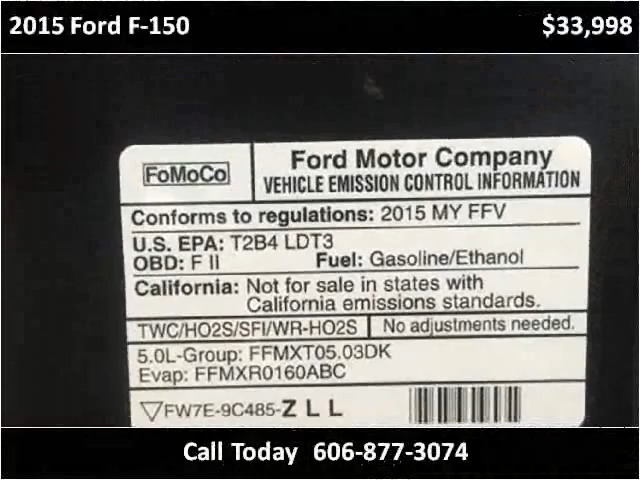 2015 Ford F-150 $33,998
FoMoCo
Ford Motor Company
VEHICLE EMISSION CONTROL INFORMATION
Conforms to regulations: 2015 MY FFV
U.S. EPA: T2B4 LDT3
OBD: F II Fuel: Gasoline/Ethanol
California: Not for sale in states with
California emissions standards.
TWC/HO2S/SFI/WR-HO2S No adjustments needed.
5.0L-Group: FFMXT05.03DK
Evap: FFMXR0160ABC
▽FW7E-9C485-Z L L
Call Today 606-877-3074